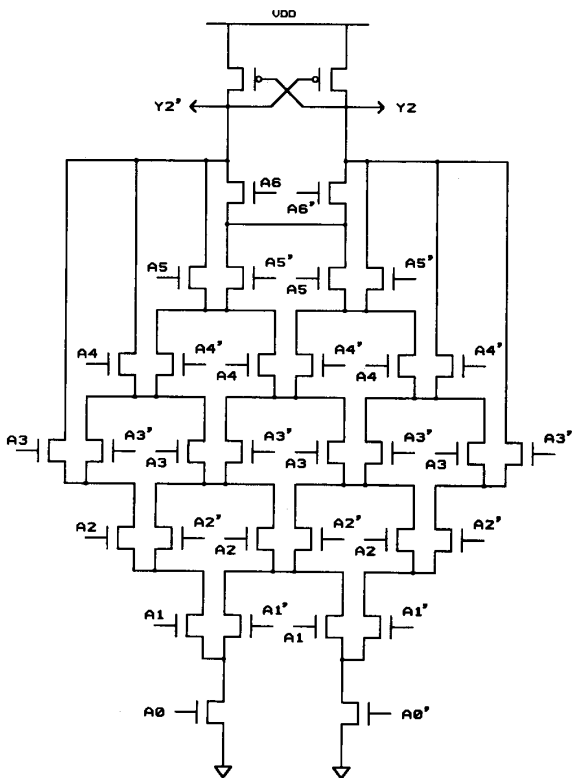 VDD
Y2' Y2
A6
A6'
A5 A5' A5 A5'
A4 A4' A4 A4' A4 A4'
A3 A3' A3 A3' A3 A3' A3 A3'
A2 A2' A2 A2' A2 A2'
A1 A1' A1 A1'
A0 A0'